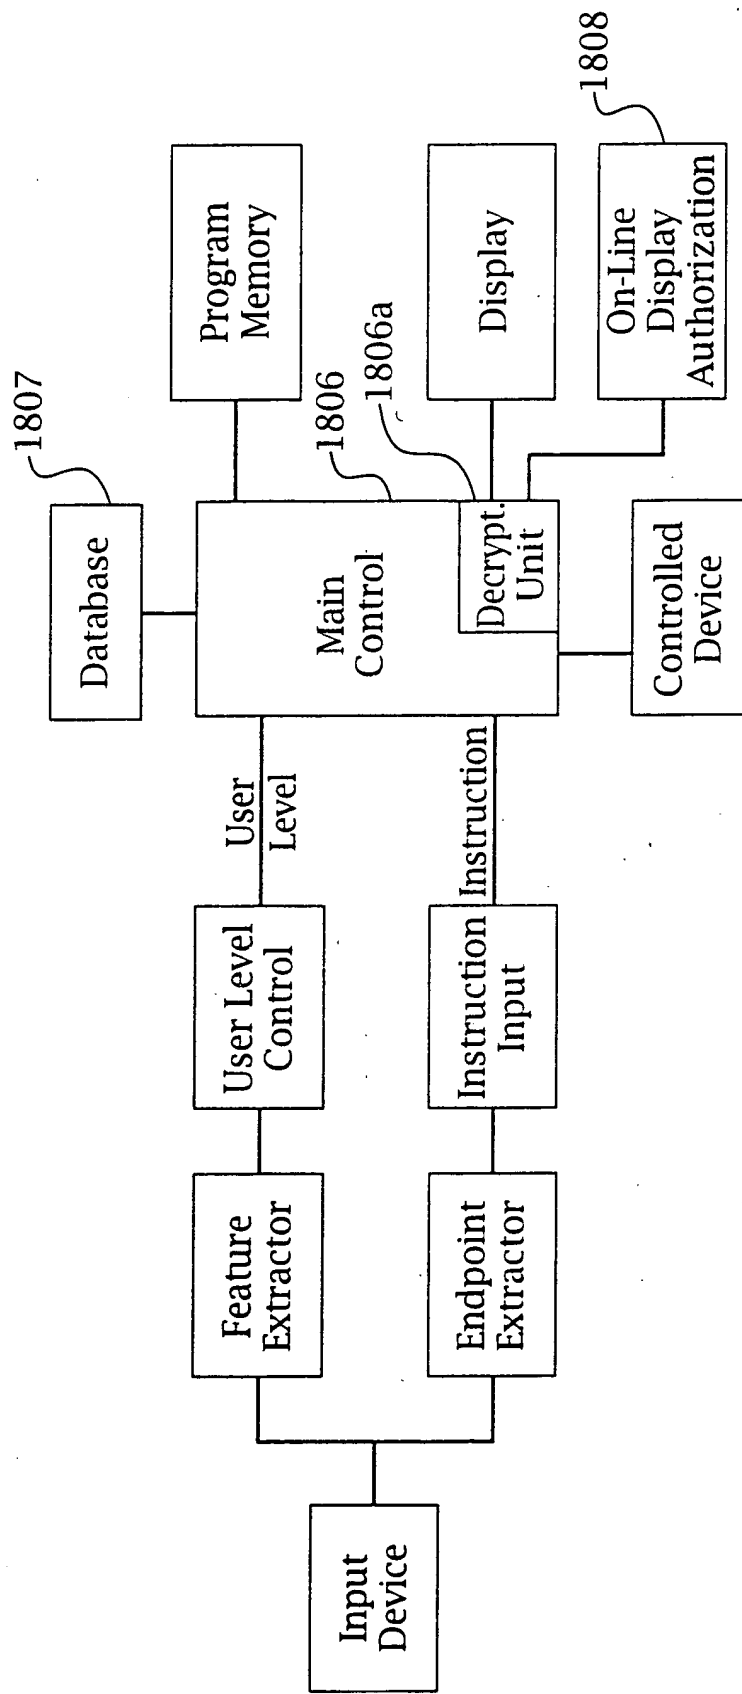 Input
Device
Feature
Extractor
Endpoint
Extractor
User Level
Control
Instruction
Input
User
Level
Instruction
Database
1807
Main
Control
1806
Decrypt.
Unit
1806a
Controlled
Device
Program
Memory
Display
On-Line
Display
Authorization
1808